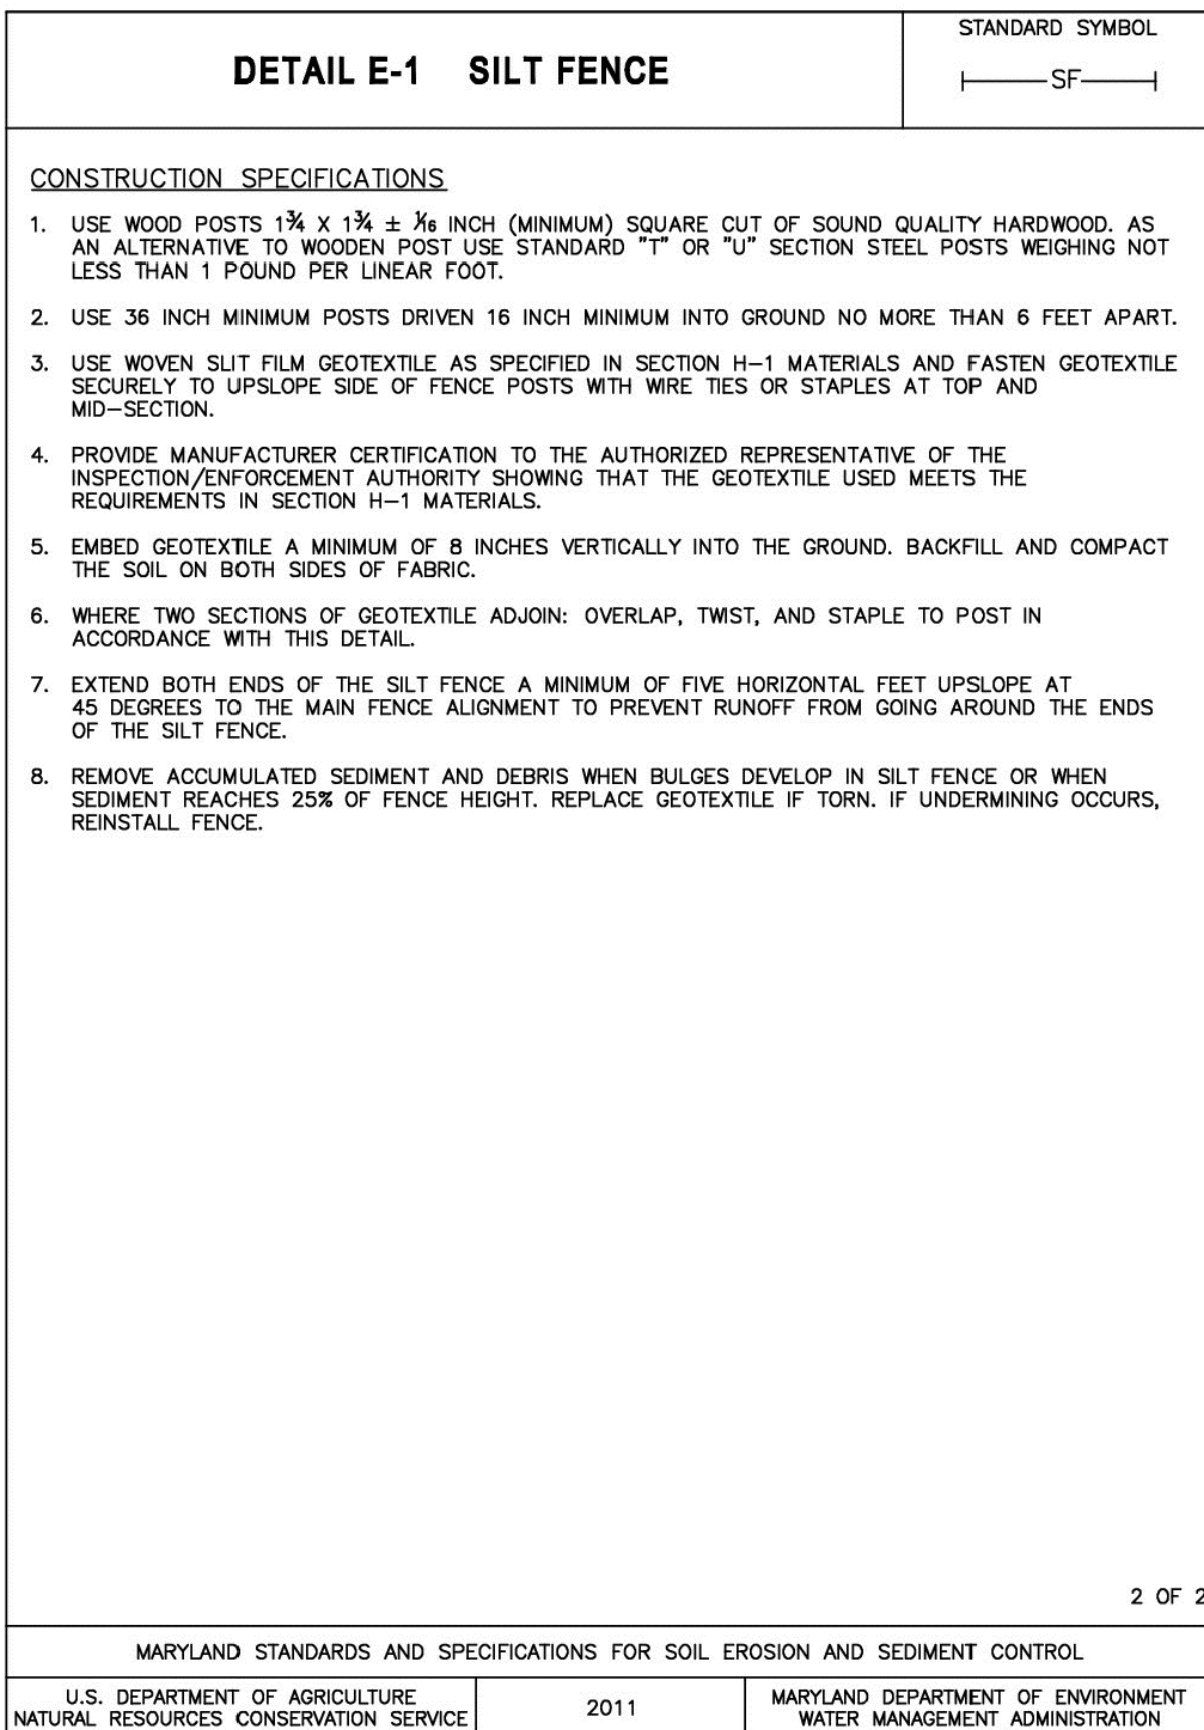 DETAIL E-1 SILT FENCE
STANDARD SYMBOL
SF
CONSTRUCTION SPECIFICATIONS
1. USE WOOD POSTS 1¾ X 1¾ ± 1/16 INCH (MINIMUM) SQUARE CUT OF SOUND QUALITY HARDWOOD. AS
AN ALTERNATIVE TO WOODEN POST USE STANDARD "T" OR "U" SECTION STEEL POSTS WEIGHING NOT
LESS THAN 1 POUND PER LINEAR FOOT.
2. USE 36 INCH MINIMUM POSTS DRIVEN 16 INCH MINIMUM INTO GROUND NO MORE THAN 6 FEET APART.
3. USE WOVEN SLIT FILM GEOTEXTILE AS SPECIFIED IN SECTION H-1 MATERIALS AND FASTEN GEOTEXTILE
SECURELY TO UPSLOPE SIDE OF FENCE POSTS WITH WIRE TIES OR STAPLES AT TOP AND
MID-SECTION.
4. PROVIDE MANUFACTURER CERTIFICATION TO THE AUTHORIZED REPRESENTATIVE OF THE
INSPECTION/ENFORCEMENT AUTHORITY SHOWING THAT THE GEOTEXTILE USED MEETS THE
REQUIREMENTS IN SECTION H-1 MATERIALS.
5. EMBED GEOTEXTILE A MINIMUM OF 8 INCHES VERTICALLY INTO THE GROUND. BACKFILL AND COMPACT
THE SOIL ON BOTH SIDES OF FABRIC.
6. WHERE TWO SECTIONS OF GEOTEXTILE ADJOIN: OVERLAP, TWIST, AND STAPLE TO POST IN
ACCORDANCE WITH THIS DETAIL.
7. EXTEND BOTH ENDS OF THE SILT FENCE A MINIMUM OF FIVE HORIZONTAL FEET UPSLOPE AT
45 DEGREES TO THE MAIN FENCE ALIGNMENT TO PREVENT RUNOFF FROM GOING AROUND THE ENDS
OF THE SILT FENCE.
8. REMOVE ACCUMULATED SEDIMENT AND DEBRIS WHEN BULGES DEVELOP IN SILT FENCE OR WHEN
SEDIMENT REACHES 25% OF FENCE HEIGHT. REPLACE GEOTEXTILE IF TORN. IF UNDERMINING OCCURS,
REINSTALL FENCE.
2 OF 2
MARYLAND STANDARDS AND SPECIFICATIONS FOR SOIL EROSION AND SEDIMENT CONTROL
U.S. DEPARTMENT OF AGRICULTURE
NATURAL RESOURCES CONSERVATION SERVICE
2011
MARYLAND DEPARTMENT OF ENVIRONMENT
WATER MANAGEMENT ADMINISTRATION